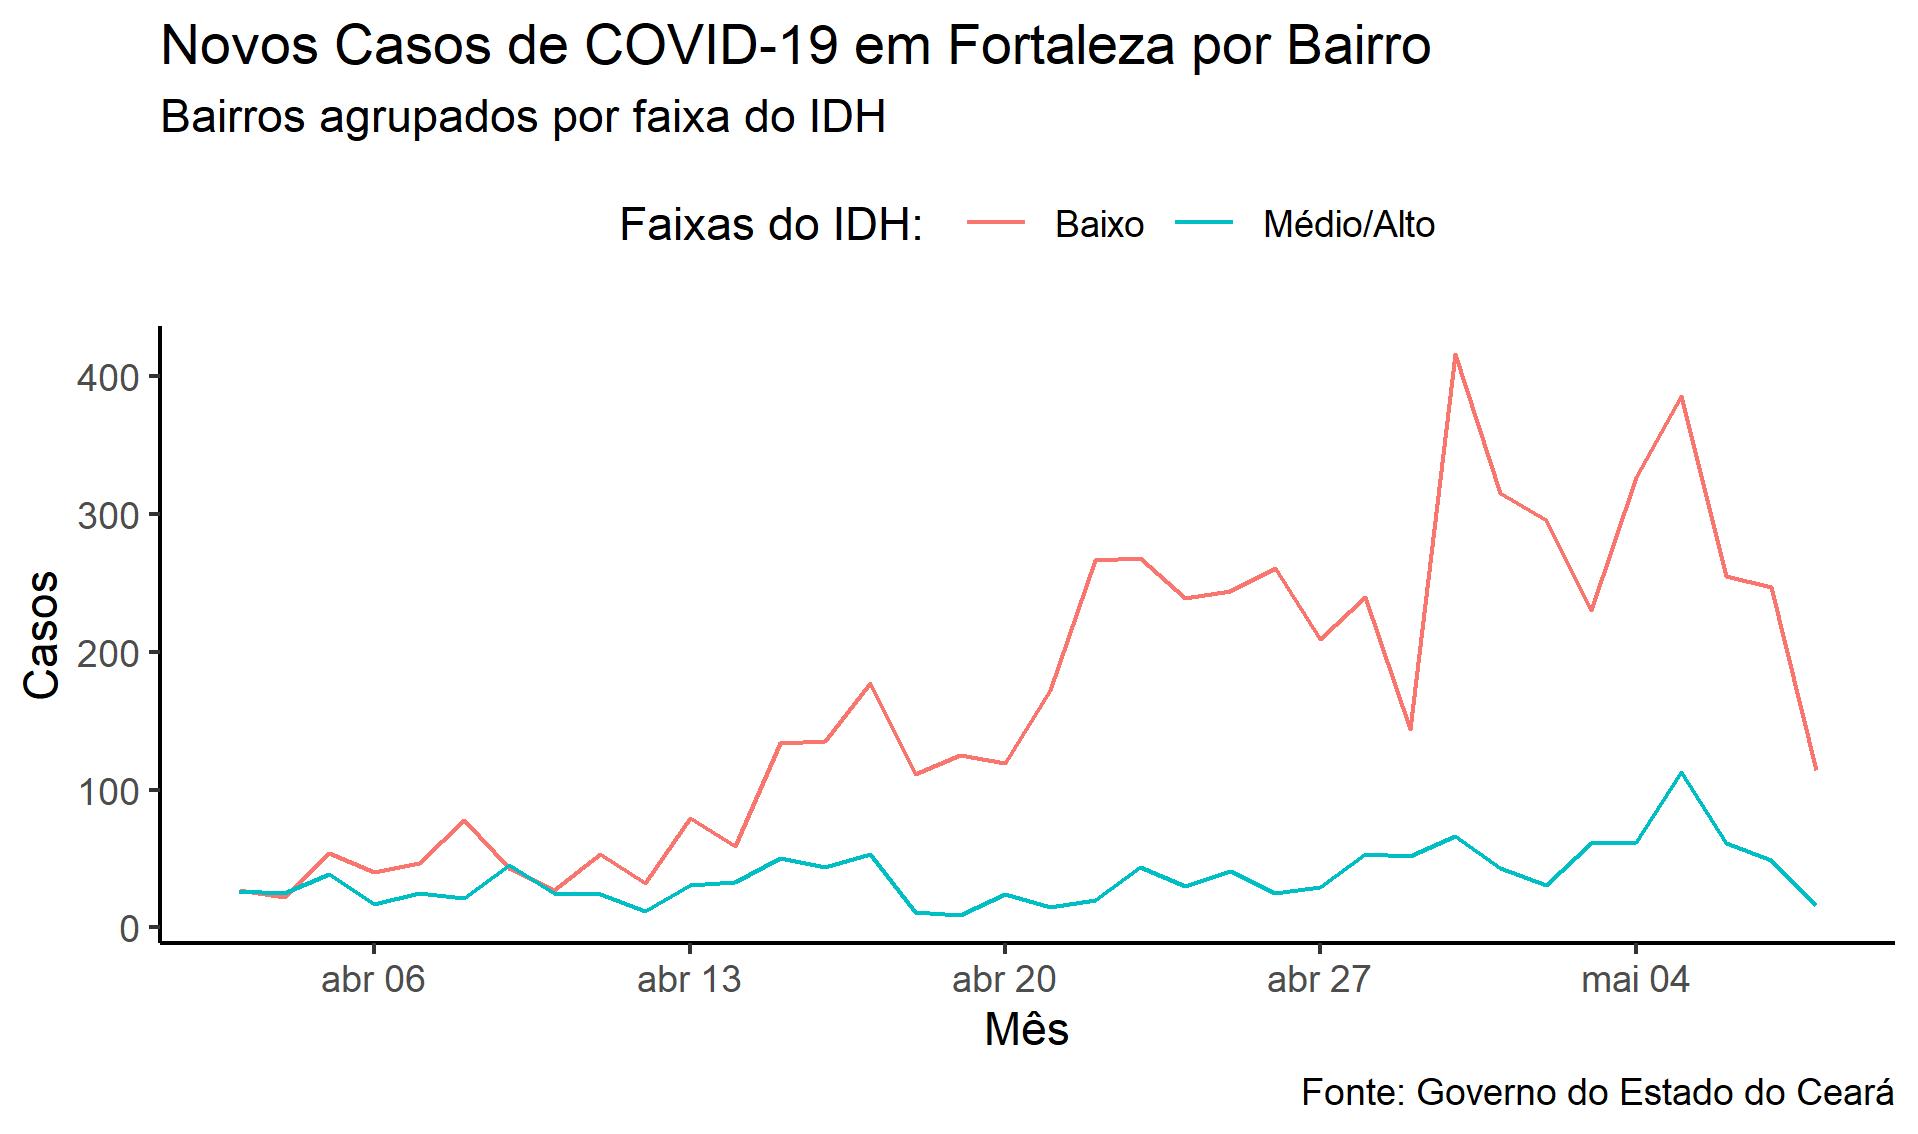 Novos Casos de COVID-19 em Fortaleza por Bairro
Bairros agrupados por faixa do IDH
Faixas do IDH: Baixo Médio/Alto
400
300
200
100
0
Casos
abr 06 abr 13 abr 20 abr 27 mai 04
Mês
Fonte: Governo do Estado do Ceará